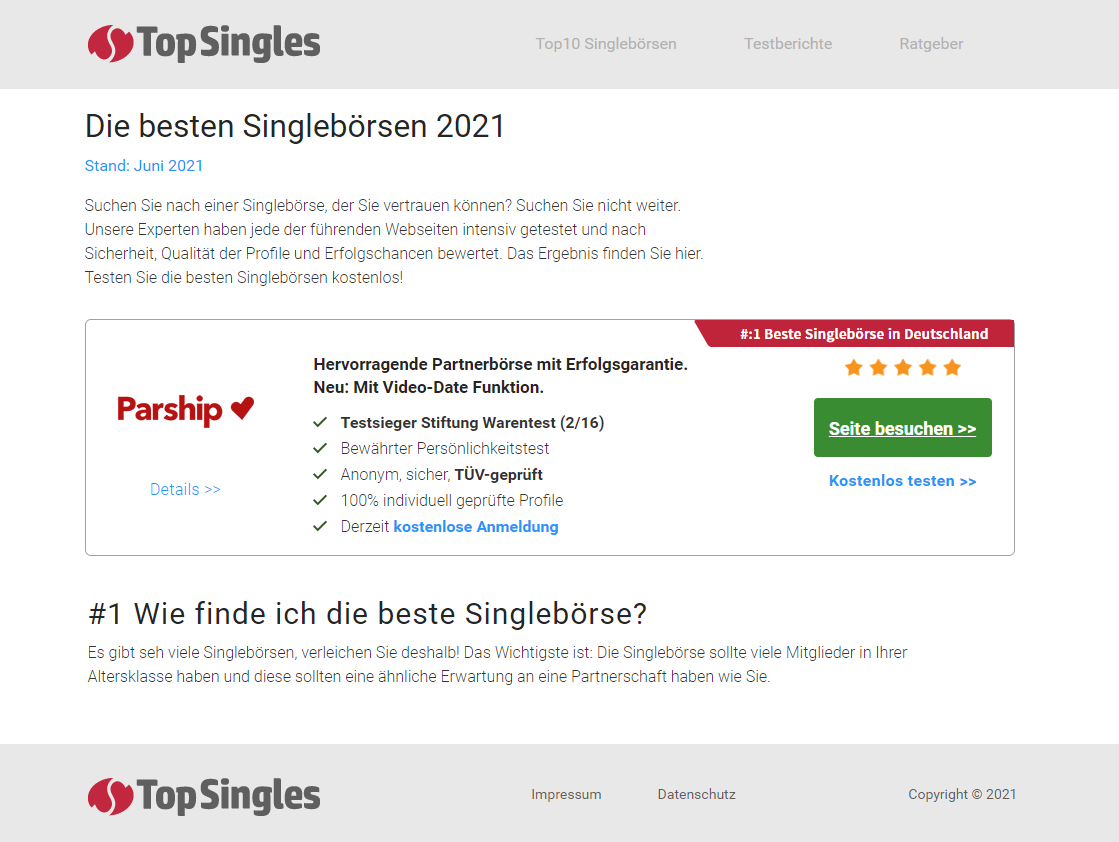 TopSingles
Top10 Singlebörsen
Testberichte
Ratgeber
Die besten Singlebörsen 2021
Stand: Juni 2021
Suchen Sie nach einer Singlebörse, der Sie vertrauen können? Suchen Sie nicht weiter.
Unsere Experten haben jede der führenden Webseiten intensiv getestet und nach
Sicherheit, Qualität der Profile und Erfolgschancen bewertet. Das Ergebnis finden Sie hier.
Testen Sie die besten Singlebörsen kostenlos!
#:1 Beste Singlebörse in Deutschland
Parship
Details >>
Hervorragende Partnerbörse mit Erfolgsgarantie.
Neu: Mit Video-Date Funktion.
Testsieger Stiftung Warentest (2/16)
Bewährter Persönlichkeitstest
Anonym, sicher, TÜV-geprüft
100% individuell geprüfte Profile
Derzeit kostenlose Anmeldung
Seite besuchen >>
Kostenlos testen >>
#1 Wie finde ich die beste Singlebörse?
Es gibt seh viele Singlebörsen, verleichen Sie deshalb! Das Wichtigste ist: Die Singlebörse sollte viele Mitglieder in Ihrer
Altersklasse haben und diese sollten eine ähnliche Erwartung an eine Partnerschaft haben wie Sie.
TopSingles
Impressum
Datenschutz
Copyright © 2021